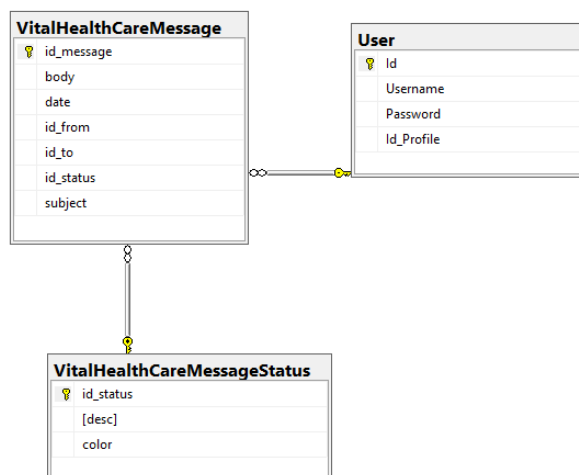 VitalHealthCareMessage
id_message
body
date
id_from
id_to
id_status
subject
User
Id
Username
Password
Id_Profile
VitalHealthCareMessageStatus
id_status
[desc]
color